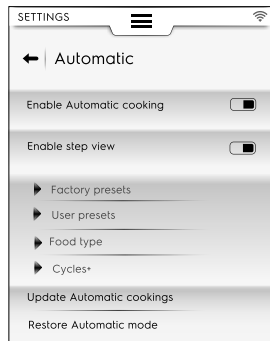 SETTINGS
Automatic
Enable Automatic cooking
Enable step view
Factory presets
User presets
Food type
Cycles+
Update Automatic cookings
Restore Automatic mode